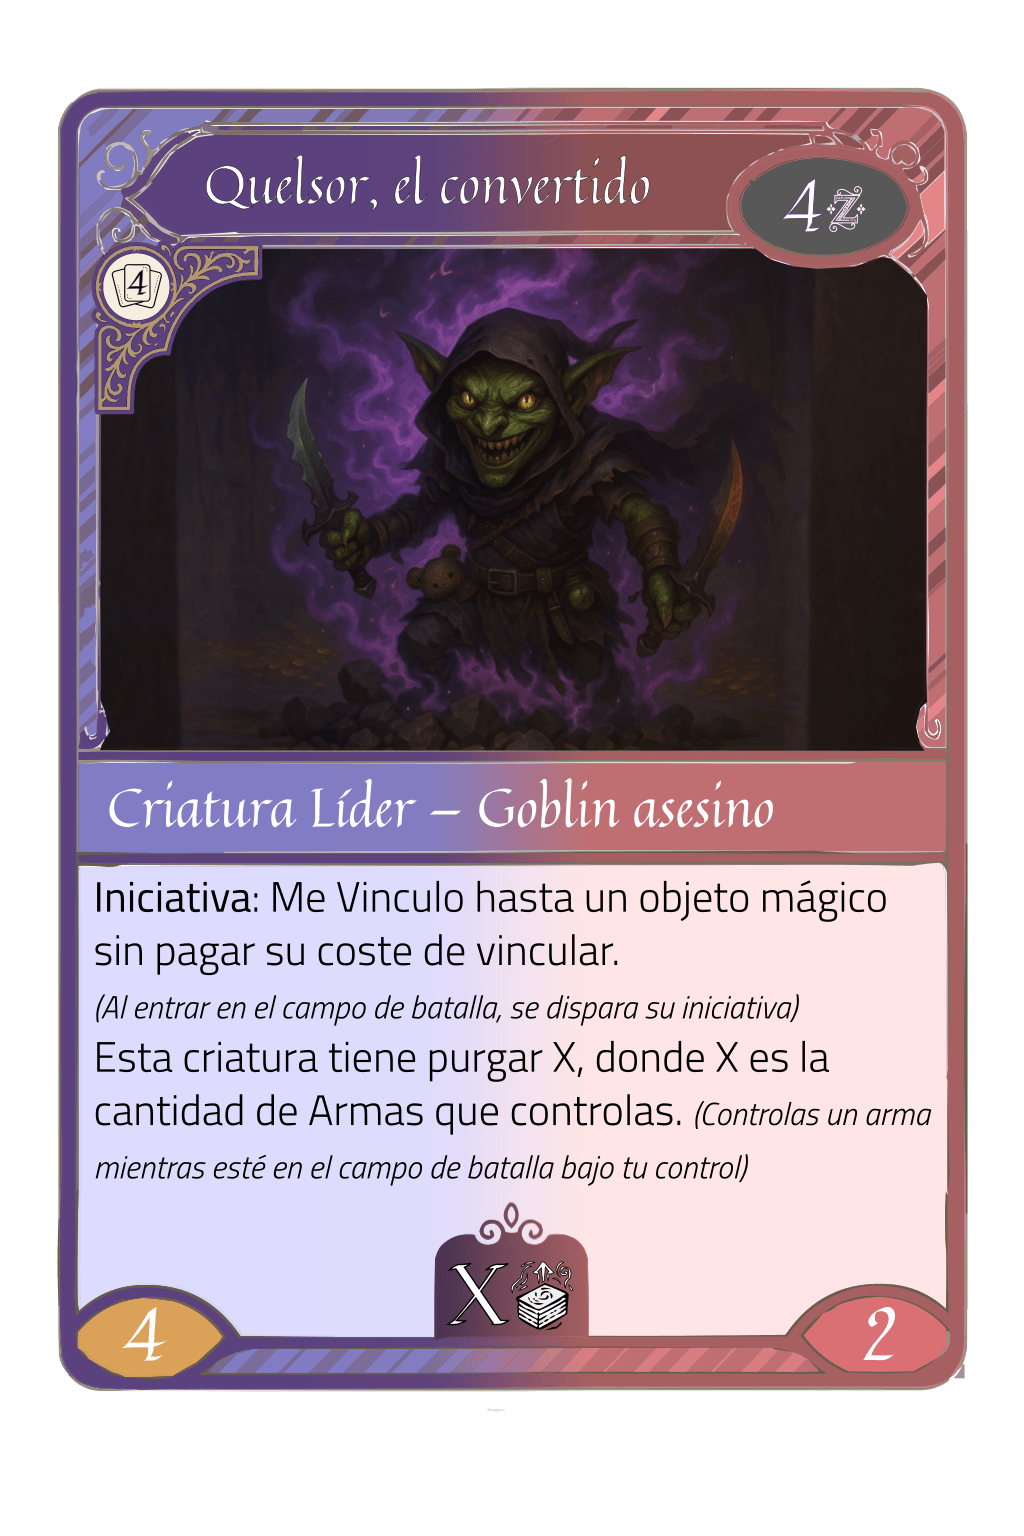 Quelsor, el convertido
4Z
4
Criatura Líder – Goblin asesino
Iniciativa: Me Vinculo hasta un objeto mágico
sin pagar su coste de vincular.
(Al entrar en el campo de batalla, se dispara su iniciativa)
Esta criatura tiene purgar X, donde X es la
cantidad de Armas que controlas. (Controlas un arma
mientras esté en el campo de batalla bajo tu control)
X
4
2